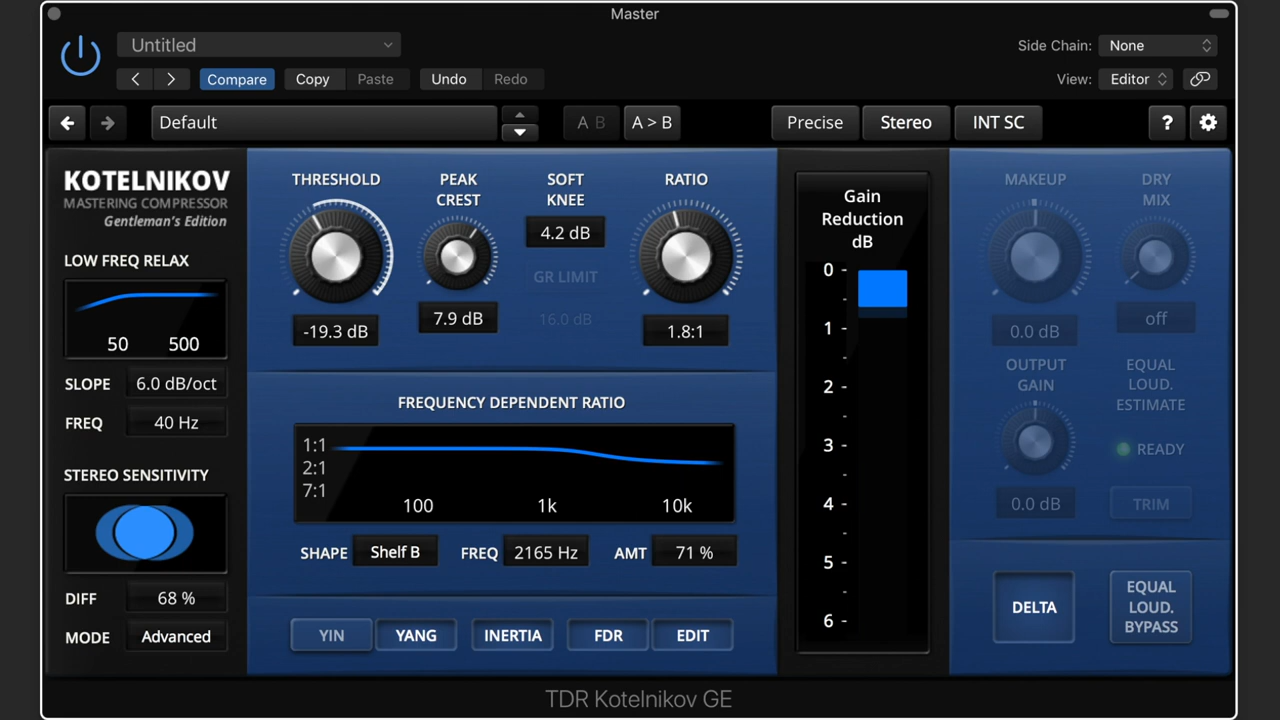 Master
Untitled
Side Chain: None
Compare Copy Paste Undo Redo
View: Editor
Default
A B
A > B
Precise Stereo INT SC
?
KOTELNIKOV
MASTERING COMPRESSOR
Gentleman's Edition
LOW FREQ RELAX
50 500
SLOPE 6.0 dB/oct
FREQ 40 Hz
STEREO SENSITIVITY
DIFF 68 %
MODE Advanced
THRESHOLD
-19.3 dB
PEAK
CREST
7.9 dB
SOFT
KNEE
4.2 dB
GR LIMIT
16.0 dB
RATIO
1.8:1
FREQUENCY DEPENDENT RATIO
1:1
2:1
7:1
100 1k 10k
SHAPE Shelf B FREQ 2165 Hz AMT 71 %
YIN YANG INERTIA FDR EDIT
Gain
Reduction
dB
0 -
1 -
2 -
3 -
4 -
5 -
6 -
MAKEUP
0.0 dB
DRY
MIX
off
OUTPUT
GAIN
0.0 dB
EQUAL
LOUD.
ESTIMATE
READY
TRIM
DELTA
EQUAL
LOUD.
BYPASS
TDR Kotelnikov GE